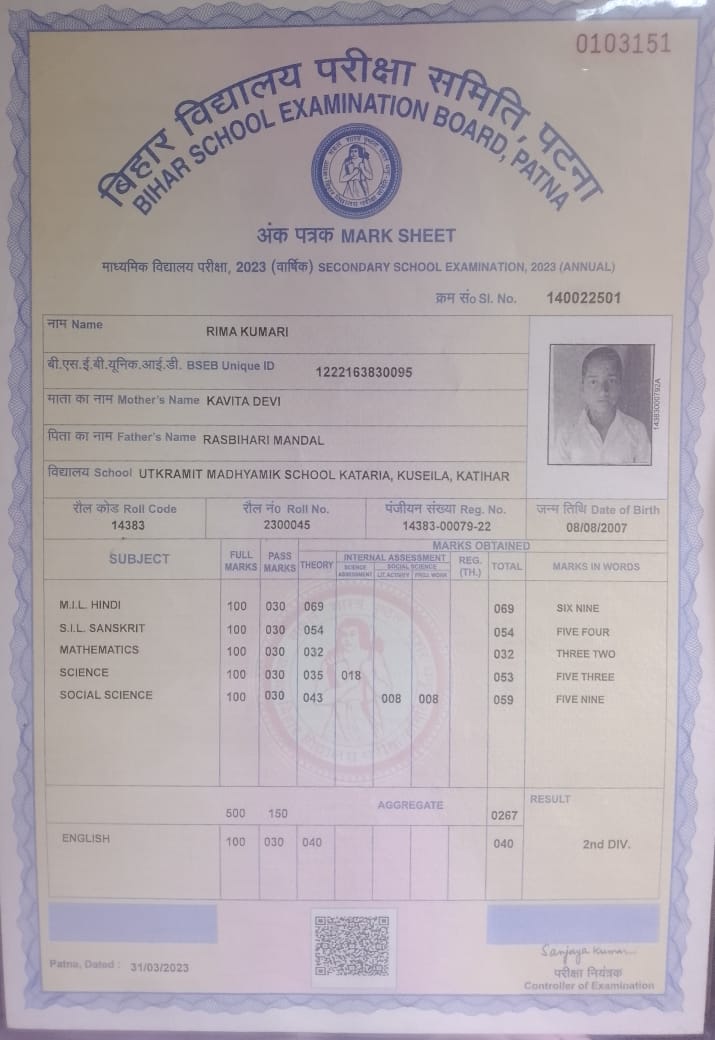 0103151
बिहार विद्यालय परीक्षा समिति, पटना
BIHAR SCHOOL EXAMINATION BOARD, PATNA
अंक पत्रक MARK SHEET
माध्यमिक विद्यालय परीक्षा, 2023 (वार्षिक) SECONDARY SCHOOL EXAMINATION, 2023 (ANNUAL)
क्रम सं० Sl. No. 140022501
नाम Name RIMA KUMARI
बी.एस.ई.बी.यूनिक.आई.डी. BSEB Unique ID 1222163830095
माता का नाम Mother's Name KAVITA DEVI
पिता का नाम Father's Name RASBIHARI MANDAL
विद्यालय School UTKRAMIT MADHYAMIK SCHOOL KATARIA, KUSEILA, KATIHAR
रौल कोड Roll Code रौल नं० Roll No. पंजीयन संख्या Reg. No. जन्म तिथि Date of Birth
14383 2300045 14383-00079-22 08/08/2007
SUBJECT FULL MARKS PASS MARKS MARKS OBTAINED
THEORY INTERNAL ASSESSMENT REG. (TH.) TOTAL MARKS IN WORDS
SCIENCE ASSESSMENT SOCIAL SCIENCE
LIT. ACTIVITY PROJ. WORK
M.I.L. HINDI 100 030 069 069 SIX NINE
S.I.L. SANSKRIT 100 030 054 054 FIVE FOUR
MATHEMATICS 100 030 032 032 THREE TWO
SCIENCE 100 030 035 018 053 FIVE THREE
SOCIAL SCIENCE 100 030 043 008 008 059 FIVE NINE
500 150 AGGREGATE 0267 RESULT
ENGLISH 100 030 040 040 2nd DIV.
Patna, Dated : 31/03/2023
Sanjaya Kumar
परीक्षा नियंत्रक
Controller of Examination